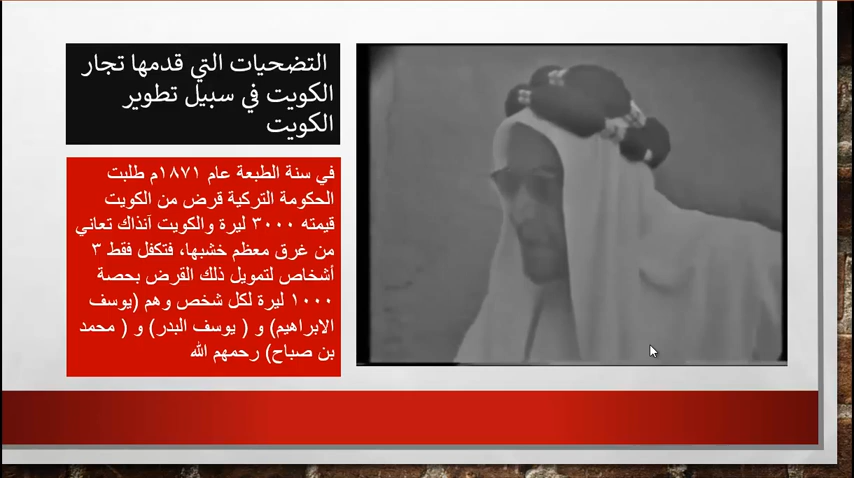 التضحيات التي قدمها تجار
الكويت في سبيل تطوير
الكويت
في سنة الطبعة عام ١٨٧١م طلبت
الحكومة التركية قرض من الكويت
قيمته ٣٠٠٠ ليرة والكويت آنذاك تعاني
من غرق معظم خشبها، فتكفل فقط ٣
أشخاص لتمويل ذلك القرض بحصة
١٠٠٠ ليرة لكل شخص وهم (يوسف
الابراهيم) و ( يوسف البدر) و ( محمد
بن صباح) رحمهم الله